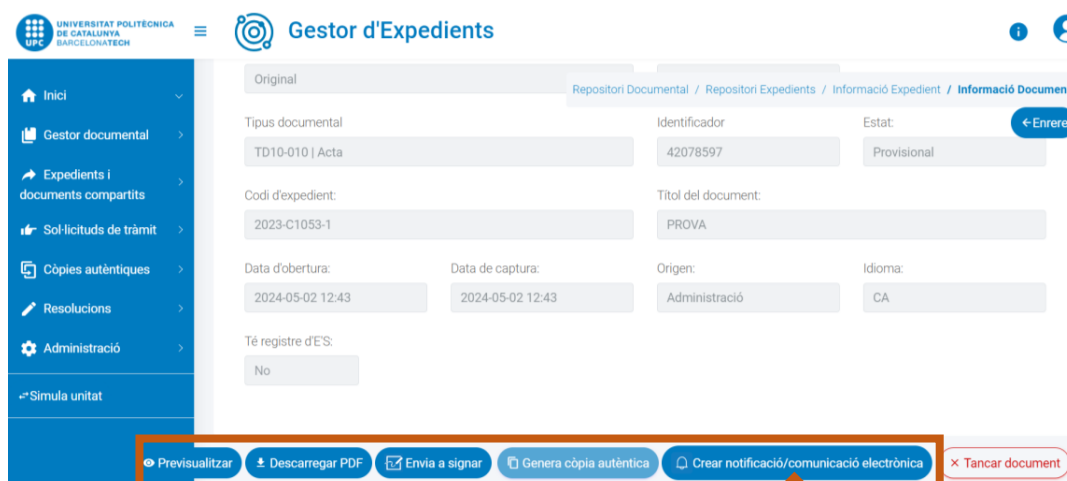 UNIVERSITAT POLITÈCNICA
DE CATALUNYA
BARCELONATECH
UPC
Gestor d'Expedients
Inici
Gestor documental
Expedients i
documents compartits
Sol·licituds de tràmit
Còpies autèntiques
Resolucions
Administració
Simula unitat
Original
Repositori Documental / Repositori Expedients / Informació Expedient / Informació Documen
Enrere
Tipus documental
Identificador
Estat:
TD10-010 | Acta
42078597
Provisional
Codi d'expedient:
Títol del document:
2023-C1053-1
PROVA
Data d'obertura:
Data de captura:
Origen:
Idioma:
2024-05-02 12:43
2024-05-02 12:43
Administració
CA
Té registre d'E'S:
No
Previsualitzar
Descarregar PDF
Envia a signar
Genera còpia autèntica
Crear notificació/comunicació electrònica
× Tancar document